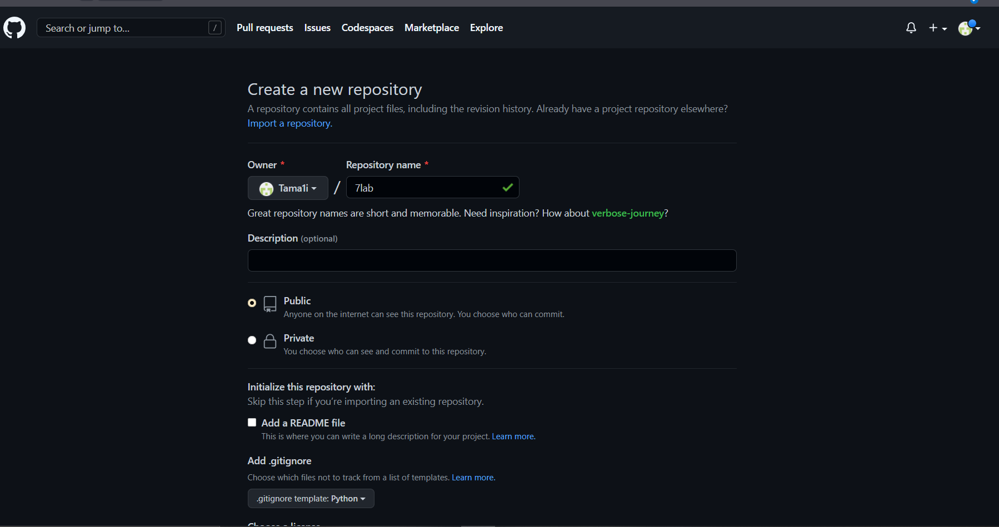 Search or jump to... /
Pull requests Issues Codespaces Marketplace Explore
Create a new repository
A repository contains all project files, including the revision history. Already have a project repository elsewhere?
Import a repository.
Owner * Repository name *
Tama1i / 7lab
Great repository names are short and memorable. Need inspiration? How about verbose-journey?
Description (optional)
Public
Anyone on the internet can see this repository. You choose who can commit.
Private
You choose who can see and commit to this repository.
Initialize this repository with:
Skip this step if you’re importing an existing repository.
Add a README file
This is where you can write a long description for your project. Learn more.
Add .gitignore
Choose which files not to track from a list of templates. Learn more.
.gitignore template: Python